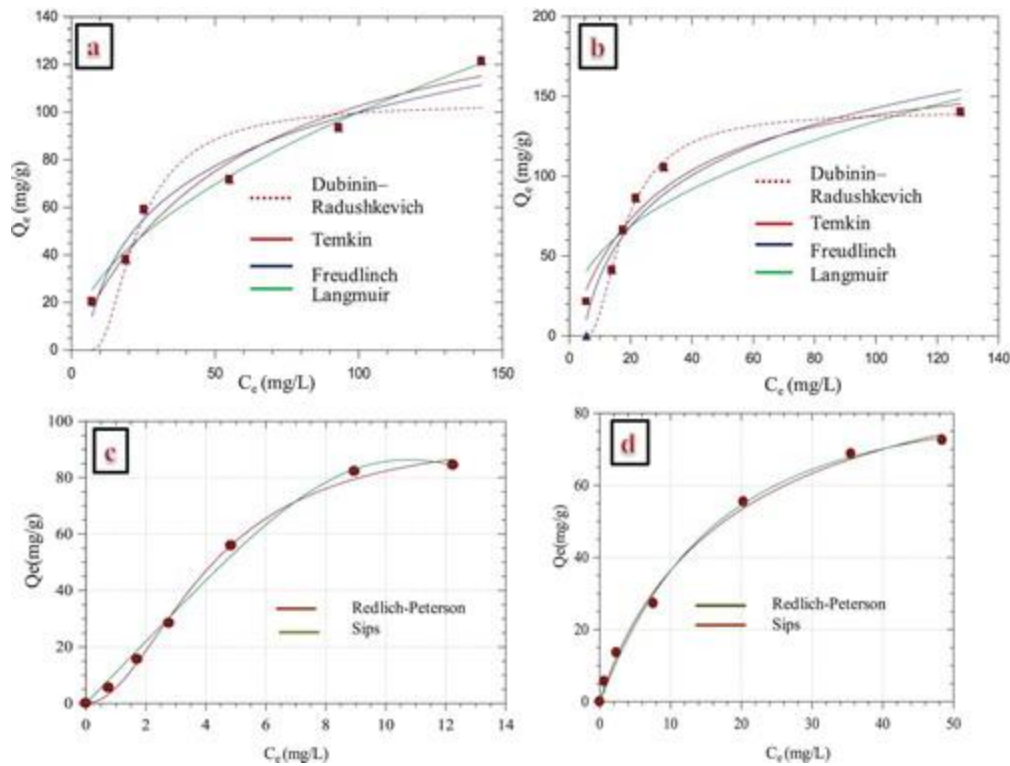 a
140
120
100
80
60
40
20
0
Qe (mg/g)
0 50 100 150
Ce (mg/L)
Dubinin–
Radushkevich
Temkin
Freudlinch
Langmuir
b
200
150
100
50
0
Qe (mg/g)
0 20 40 60 80 100 120 140
Ce (mg/L)
Dubinin–
Radushkevich
Temkin
Freudlinch
Langmuir
c
100
80
60
40
20
0
Qe(mg/g)
0 2 4 6 8 10 12 14
Ce (mg/L)
Redlich-Peterson
Sips
d
80
60
40
20
0
Qe(mg/g)
0 10 20 30 40 50
Ce (mg/L)
Redlich-Peterson
Sips